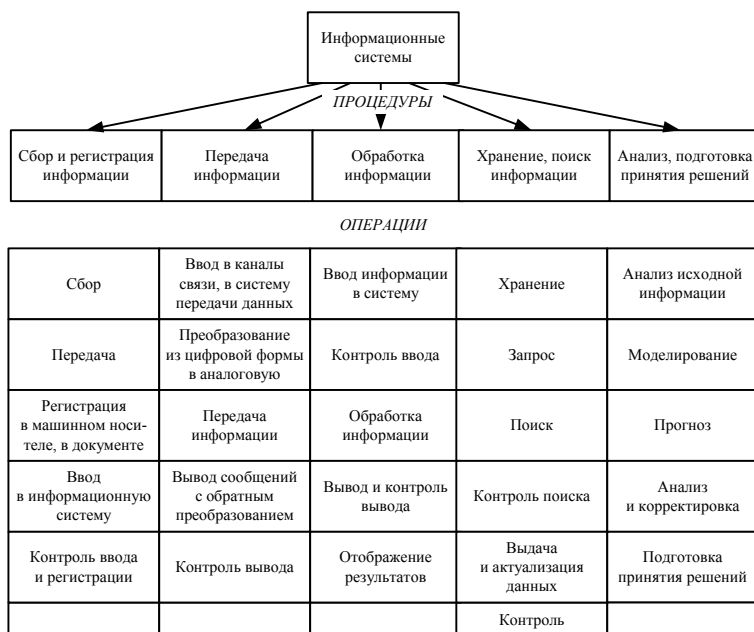 Информационные
системы
ПРОЦЕДУРЫ
Сбор и регистрация
информации
Передача
информации
Обработка
информации
Хранение, поиск
информации
Анализ, подготовка
принятия решений
ОПЕРАЦИИ
Сбор
Ввод в каналы
связи, в систему
передачи данных
Ввод информации
в систему
Хранение
Анализ исходной
информации
Передача
Преобразование
из цифровой формы
в аналоговую
Контроль ввода
Запрос
Моделирование
Регистрация
в машинном носи-
теле, в документе
Передача
информации
Обработка
информации
Поиск
Прогноз
Ввод
в информационную
систему
Вывод сообщений
с обратным
преобразованием
Вывод и контроль
вывода
Контроль поиска
Анализ
и корректировка
Контроль ввода
и регистрации
Контроль вывода
Отображение
результатов
Выдача
и актуализация
данных
Подготовка
принятия решений
Контроль